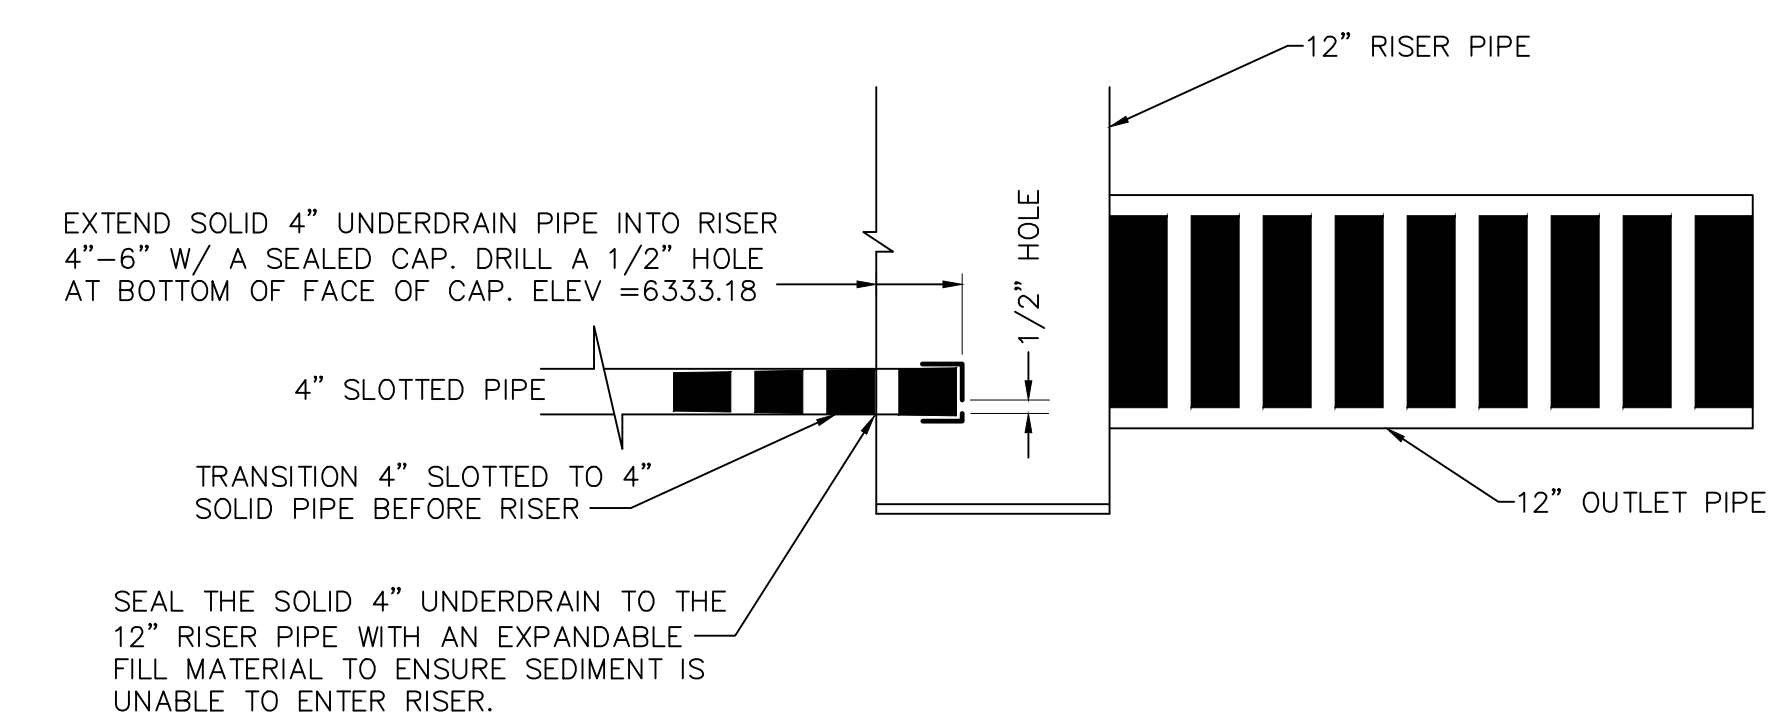 12” RISER PIPE
EXTEND SOLID 4” UNDERDRAIN PIPE INTO RISER
4”–6” W/ A SEALED CAP. DRILL A 1/2” HOLE
AT BOTTOM OF FACE OF CAP. ELEV =6333.18
1/2” HOLE
4” SLOTTED PIPE
TRANSITION 4” SLOTTED TO 4”
SOLID PIPE BEFORE RISER
12” OUTLET PIPE
SEAL THE SOLID 4” UNDERDRAIN TO THE
12” RISER PIPE WITH AN EXPANDABLE
FILL MATERIAL TO ENSURE SEDIMENT IS
UNABLE TO ENTER RISER.